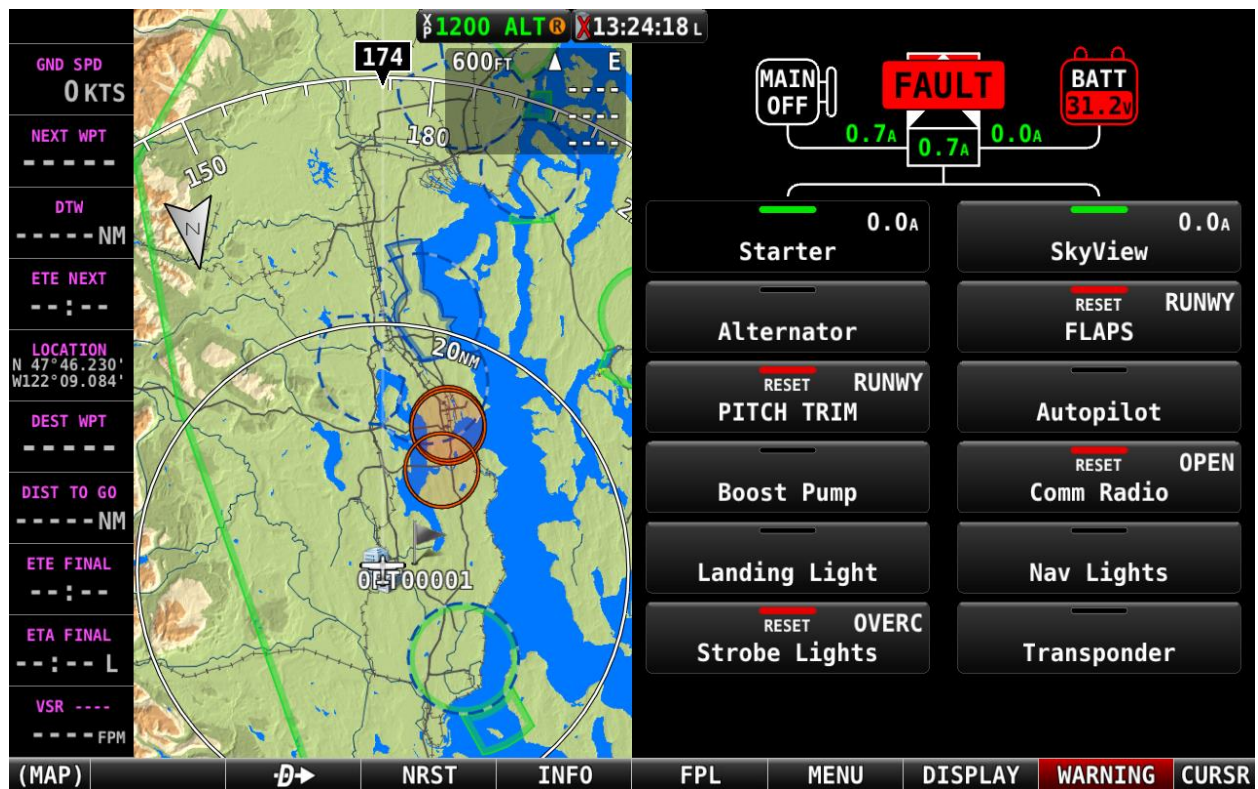 XP 1200 ALT R X 13:24:18 L
GND SPD
0 KTS
NEXT WPT
-----
DTW
-----NM
ETE NEXT
--:--
LOCATION
N 47°46.230'
W122°09.084'
DEST WPT
-----
DIST TO GO
-----NM
ETE FINAL
--:--
ETA FINAL
--:-- L
VSR ----
----FPM
174
600FT E
----
----
----
150
180
N
20NM
MAIN
OFF
FAULT
BATT
31.2V
0.7A
0.7A
0.0A
0.0A
Starter
0.0A
SkyView
Alternator
RESET RUNWY
FLAPS
RESET RUNWY
PITCH TRIM
Autopilot
Boost Pump
RESET OPEN
Comm Radio
Landing Light
Nav Lights
RESET OVERC
Strobe Lights
Transponder
(MAP) D NRST INFO FPL MENU DISPLAY WARNING CURSR